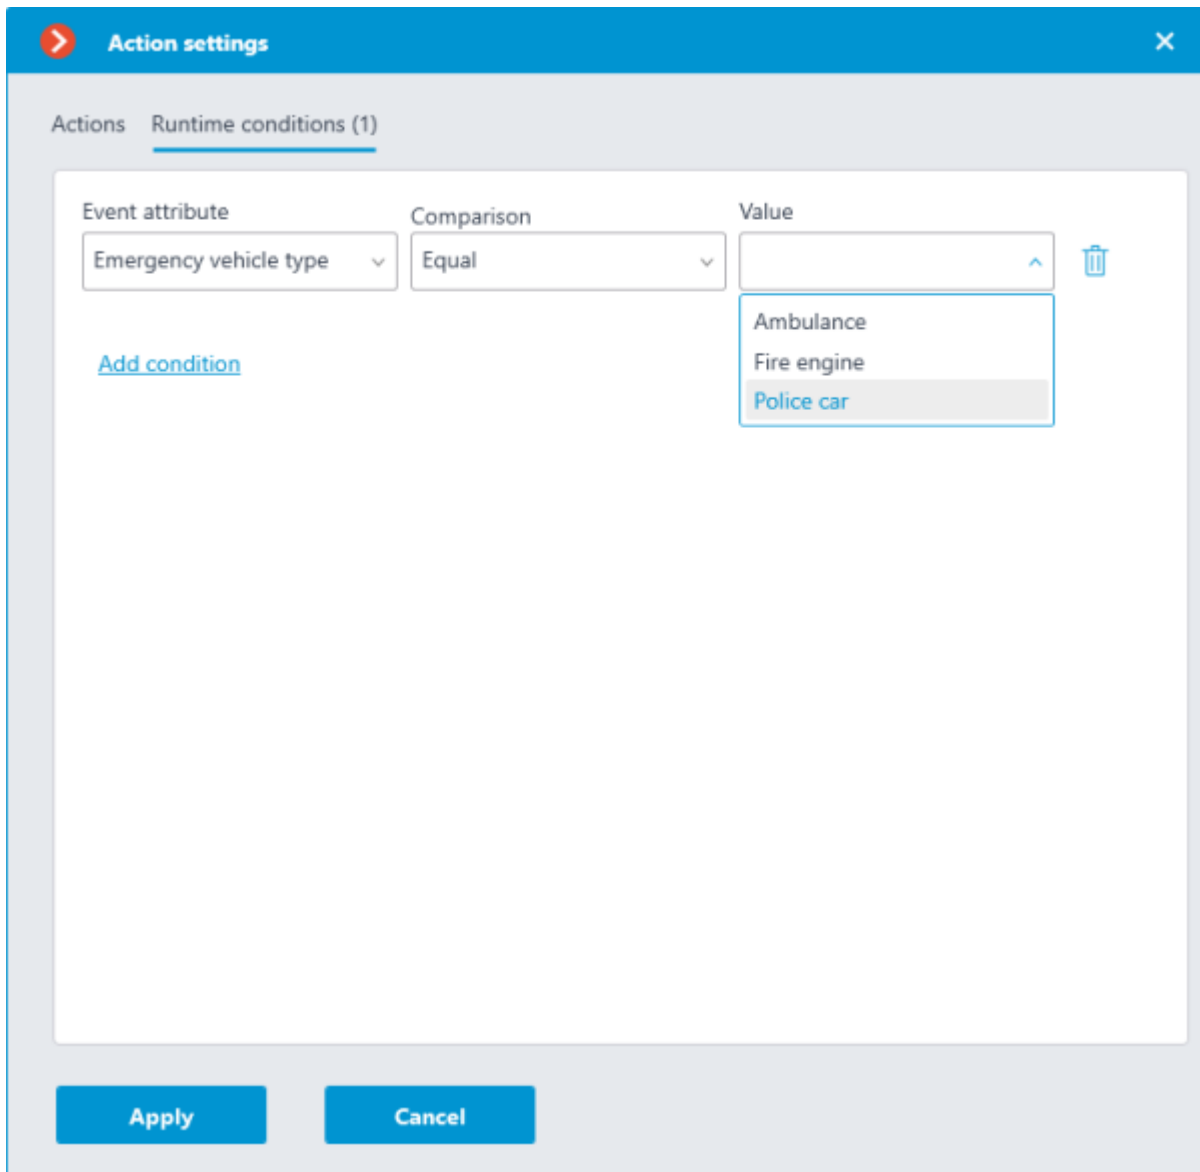 Action settings
Actions Runtime conditions (1)
Event attribute Comparison Value
Emergency vehicle type Equal
Ambulance
Add condition Fire engine
Police car
Apply Cancel